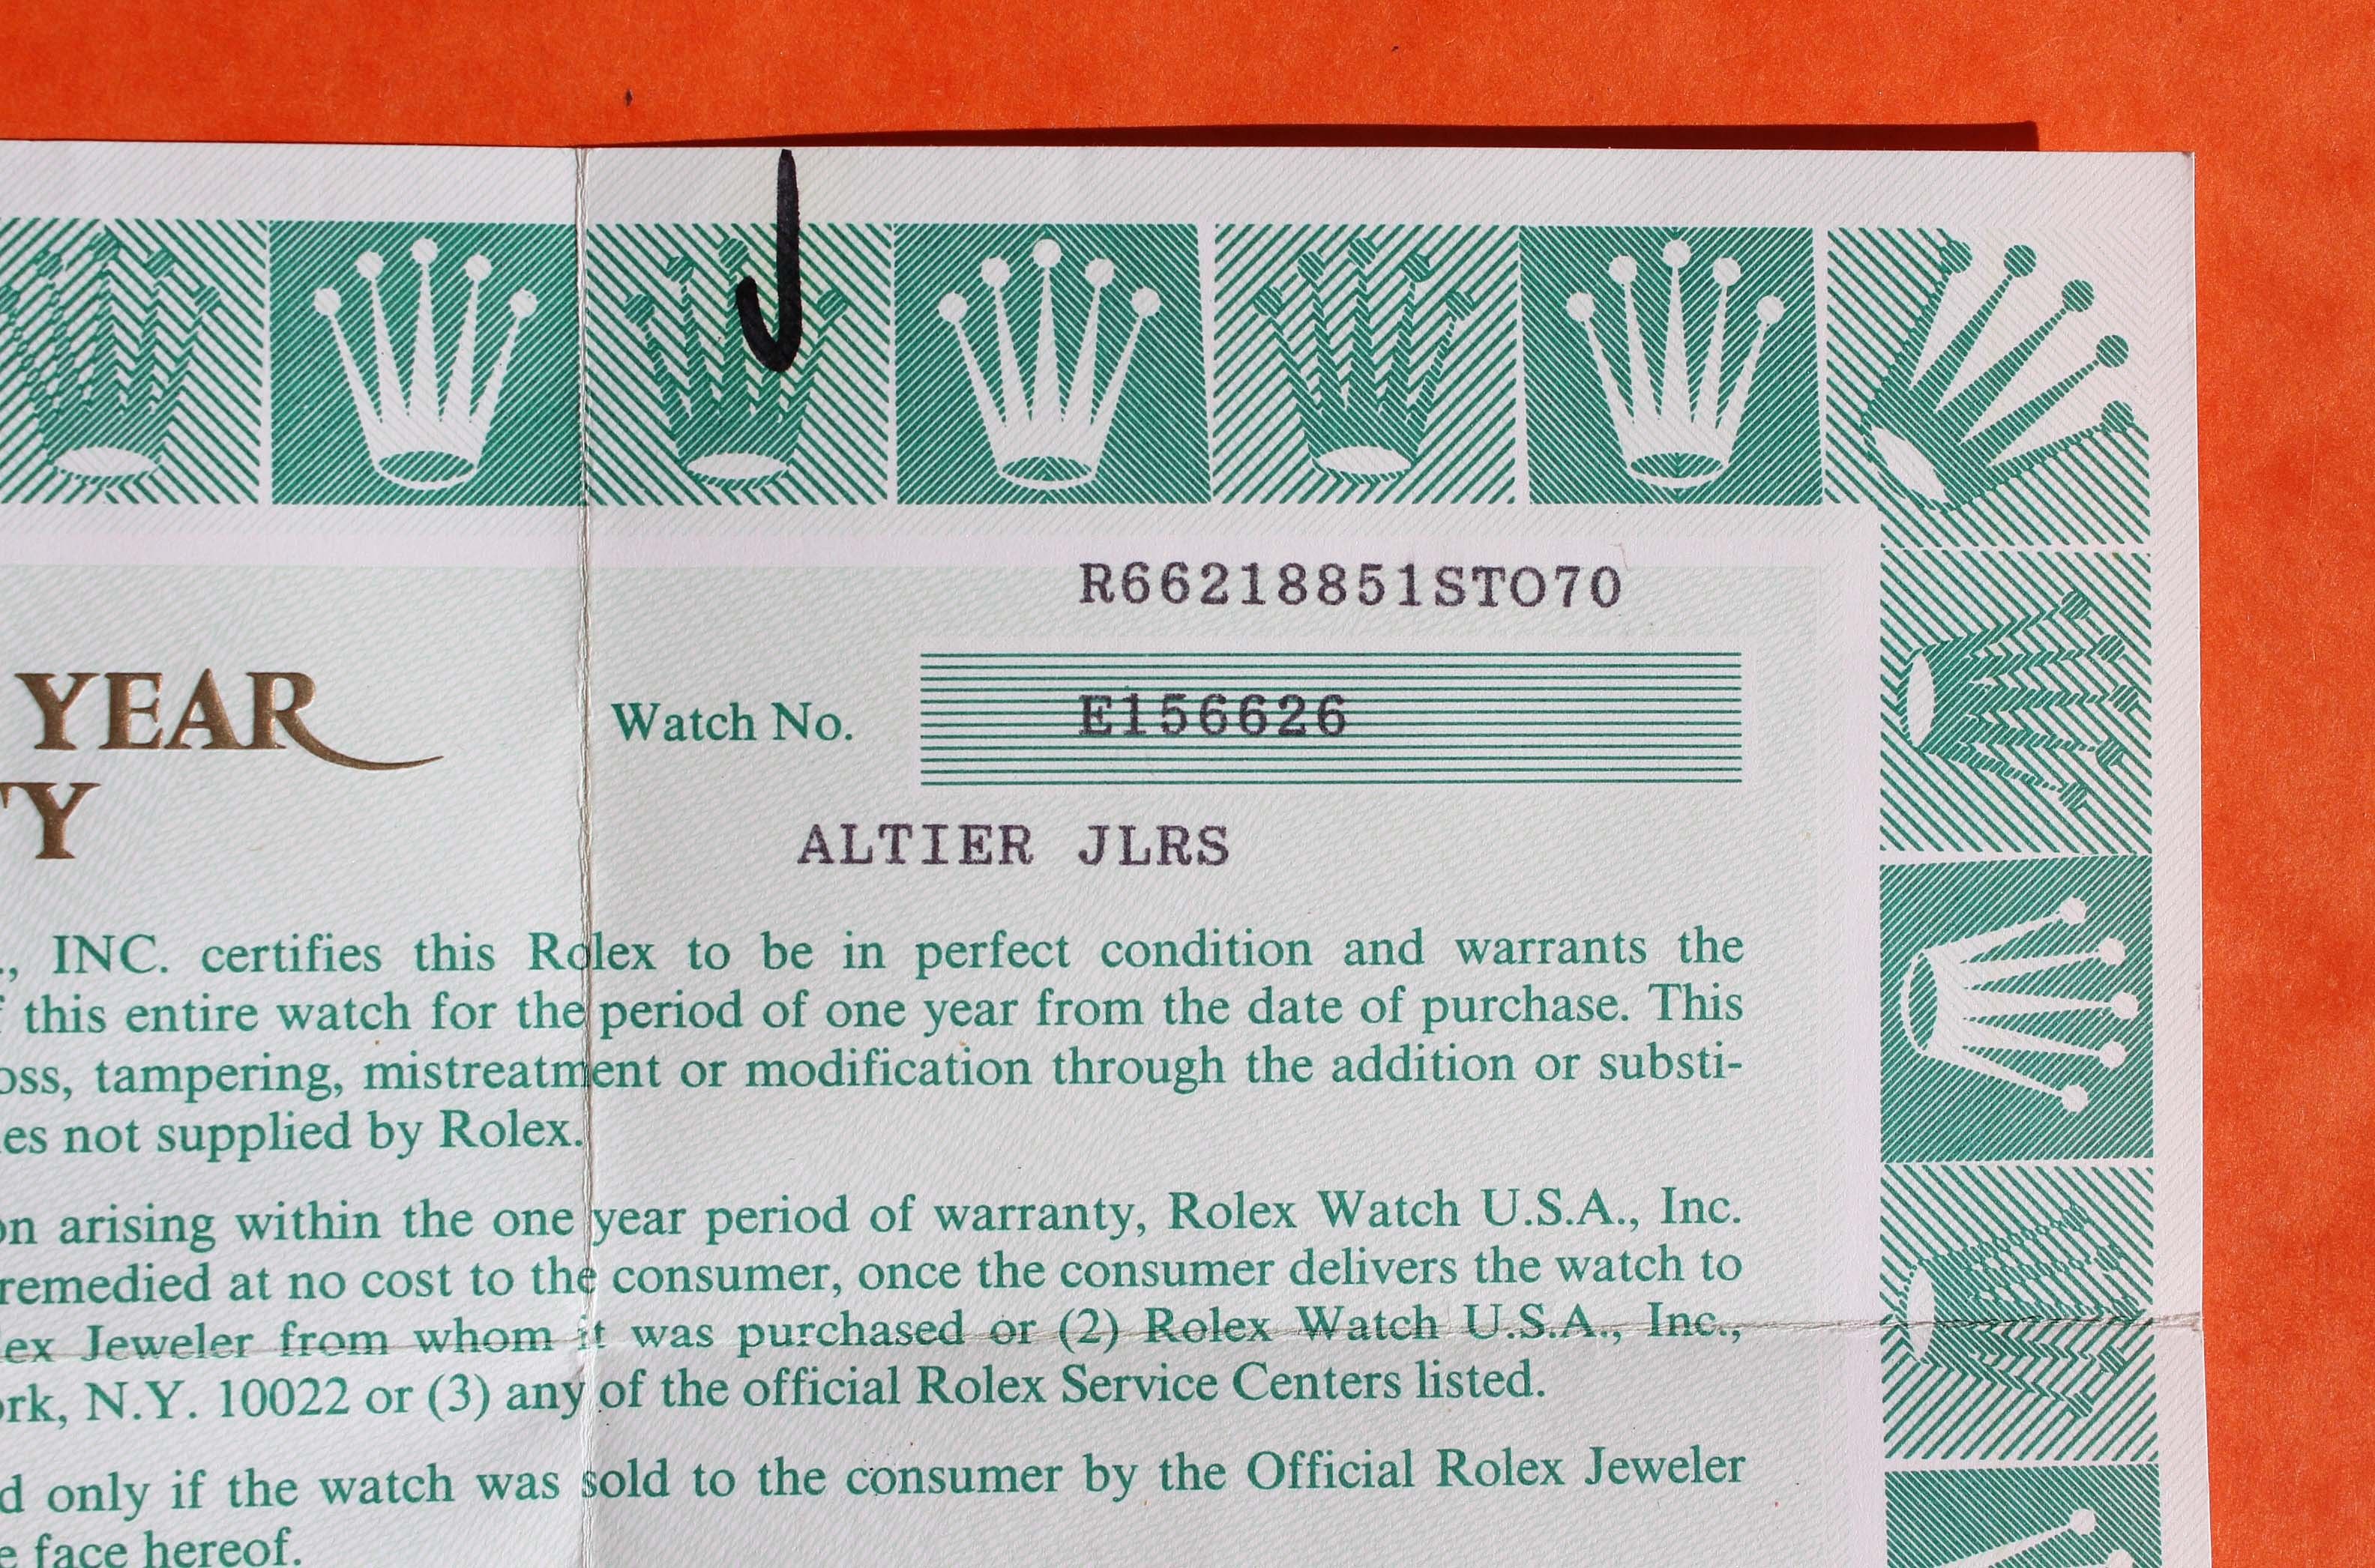 R66218851STO70
YEAR
Watch No. E156626
TY
ALTIER JLRS
., INC. certifies this Rolex to be in perfect condition and warrants the
this entire watch for the period of one year from the date of purchase. This
oss, tampering, mistreatment or modification through the addition or substi-
es not supplied by Rolex.
on arising within the one year period of warranty, Rolex Watch U.S.A., Inc.
remedied at no cost to the consumer, once the consumer delivers the watch to
ex Jeweler from whom it was purchased or (2) Rolex Watch U.S.A., Inc.,
rk, N.Y. 10022 or (3) any of the official Rolex Service Centers listed.
d only if the watch was sold to the consumer by the Official Rolex Jeweler
e face hereof.